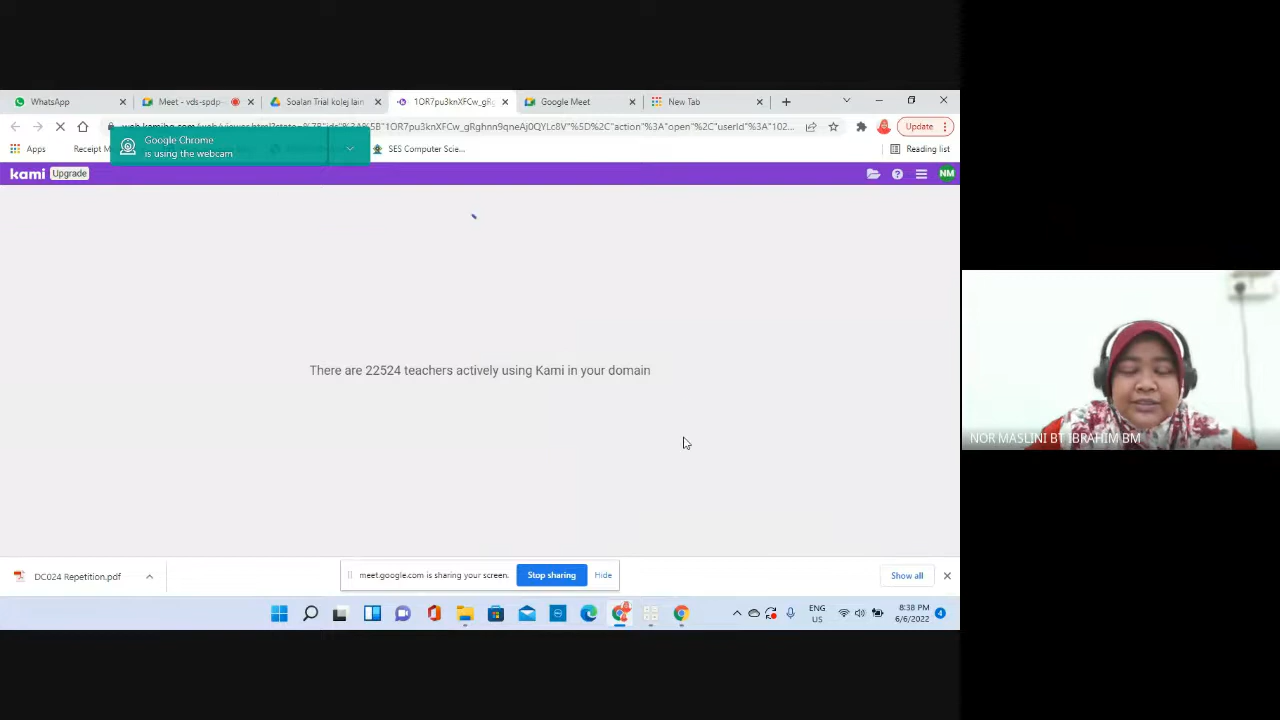 WhatsApp
Meet - vds-spdp-
Soalan Trial kolej lain
1OR7pu3knXFCw_gR
Google Meet
New Tab
Google Chrome
is using the webcam
Update
Apps
Receipt M
SES Computer Scie...
Reading list
kami
Upgrade
NM
There are 22524 teachers actively using Kami in your domain
NOR MASLINI BT IBRAHIM BM
DC024 Repetition.pdf
meet.google.com is sharing your screen.
Stop sharing
Hide
Show all
ENG
US
8:38 PM
6/6/2022
4